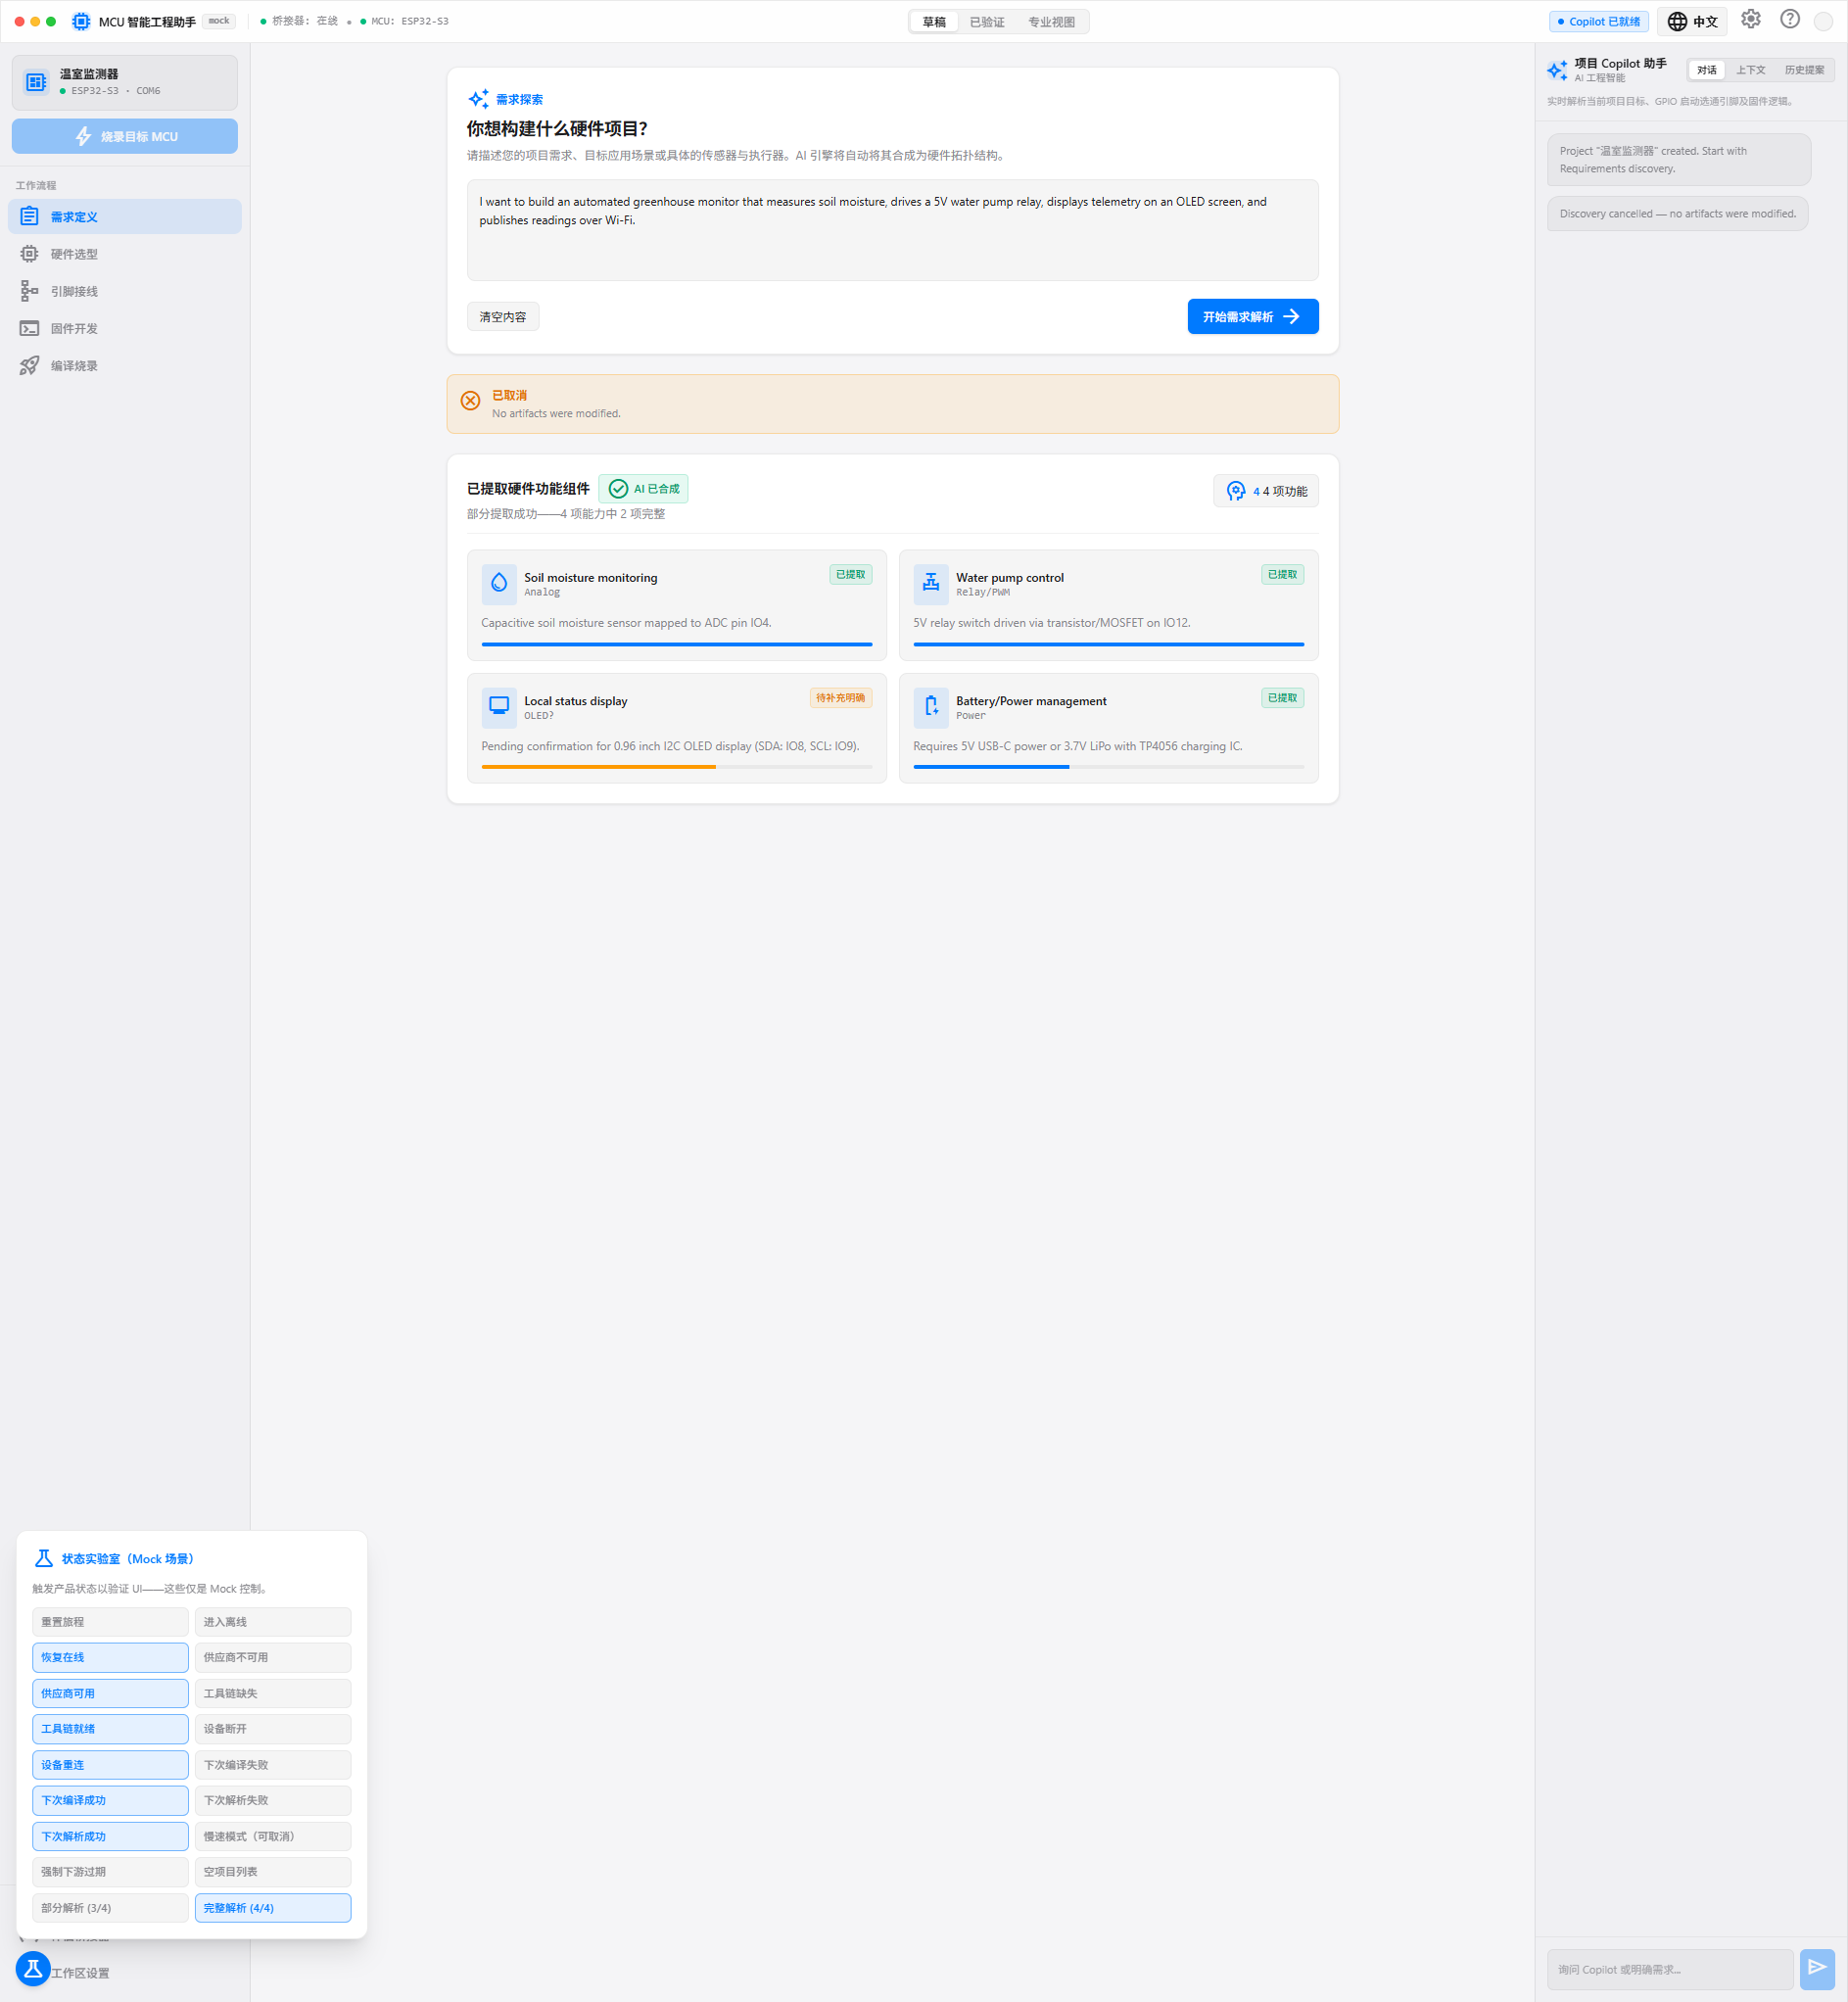 MCU 智能工程助手 mock
桥接器: 在线
MCU: ESP32-S3
草稿 已验证 专业视图
Copilot 已就绪
中文
温室监测器
ESP32-S3 · COM6
烧录目标 MCU
工作流程
需求定义
硬件选型
引脚接线
固件开发
编译烧录
需求探索
你想构建什么硬件项目？
请描述您的项目需求、目标应用场景或具体的传感器与执行器。AI 引擎将自动将其合成为硬件拓扑结构。
I want to build an automated greenhouse monitor that measures soil moisture, drives a 5V water pump relay, displays telemetry on an OLED screen, and
publishes readings over Wi-Fi.
清空内容
开始需求解析
已取消
No artifacts were modified.
已提取硬件功能组件
AI 已合成
4 4 项功能
部分提取成功——4 项能力中 2 项完整
Soil moisture monitoring
已提取
Analog
Capacitive soil moisture sensor mapped to ADC pin IO4.
Water pump control
已提取
Relay/PWM
5V relay switch driven via transistor/MOSFET on IO12.
Local status display
待补充明确
OLED?
Pending confirmation for 0.96 inch I2C OLED display (SDA: IO8, SCL: IO9).
Battery/Power management
已提取
Power
Requires 5V USB-C power or 3.7V LiPo with TP4056 charging IC.
项目 Copilot 助手
AI 工程智能
对话 上下文 历史提案
实时解析当前项目目标、GPIO 启动选通引脚及固件逻辑。
Project "温室监测器" created. Start with
Requirements discovery.
Discovery cancelled — no artifacts were modified.
状态实验室（Mock 场景）
触发产品状态以验证 UI——这些仅是 Mock 控制。
重置旅程
进入离线
恢复在线
供应商不可用
供应商可用
工具链缺失
工具链就绪
设备断开
设备重连
下次编译失败
下次编译成功
下次解析失败
下次解析成功
慢速模式（可取消）
强制下游过期
空项目列表
部分解析 (3/4)
完整解析 (4/4)
工作区设置
询问 Copilot 或明确需求...